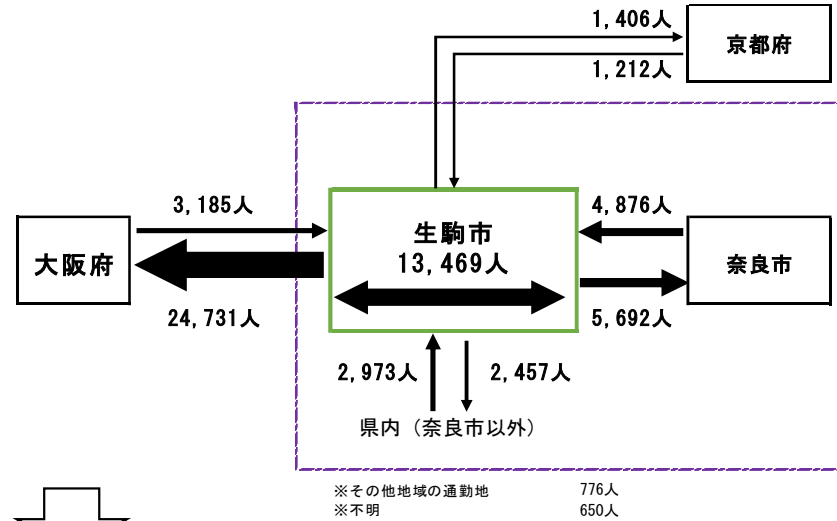 1,406人
京都府
1,212人
3,185人
4,876人
大阪府
生駒市
13,469人
奈良市
24,731人
5,692人
2,973人
2,457人
県内（奈良市以外）
※その他地域の通勤地 776人
※不明 650人